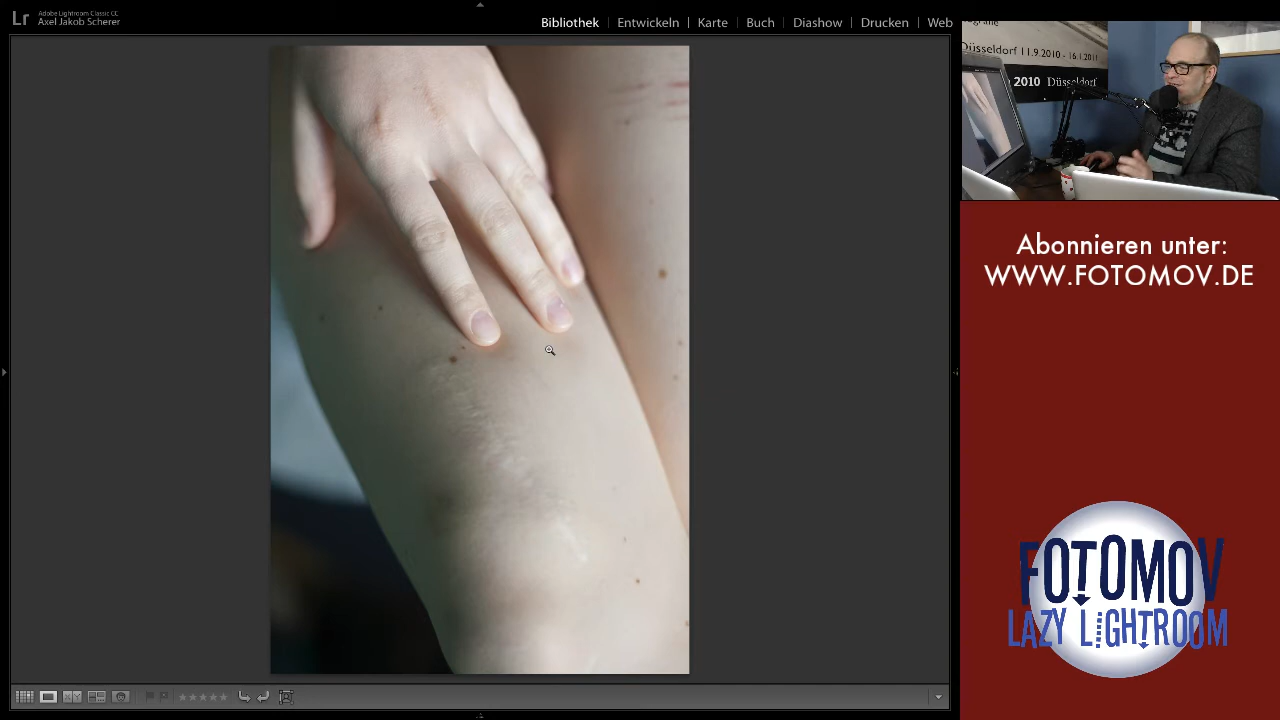 Lr
Adobe Lightroom Classic CC
Axel Jakob Scherer
Bibliothek | Entwickeln | Karte | Buch | Diashow | Drucken | Web
Düsseldorf 11.9.2010 - 16.1.2011
2010 Düsseldorf
Abonnieren unter:
WWW.FOTOMOV.DE
FOTOMOV
LAZY LIGHTROOM